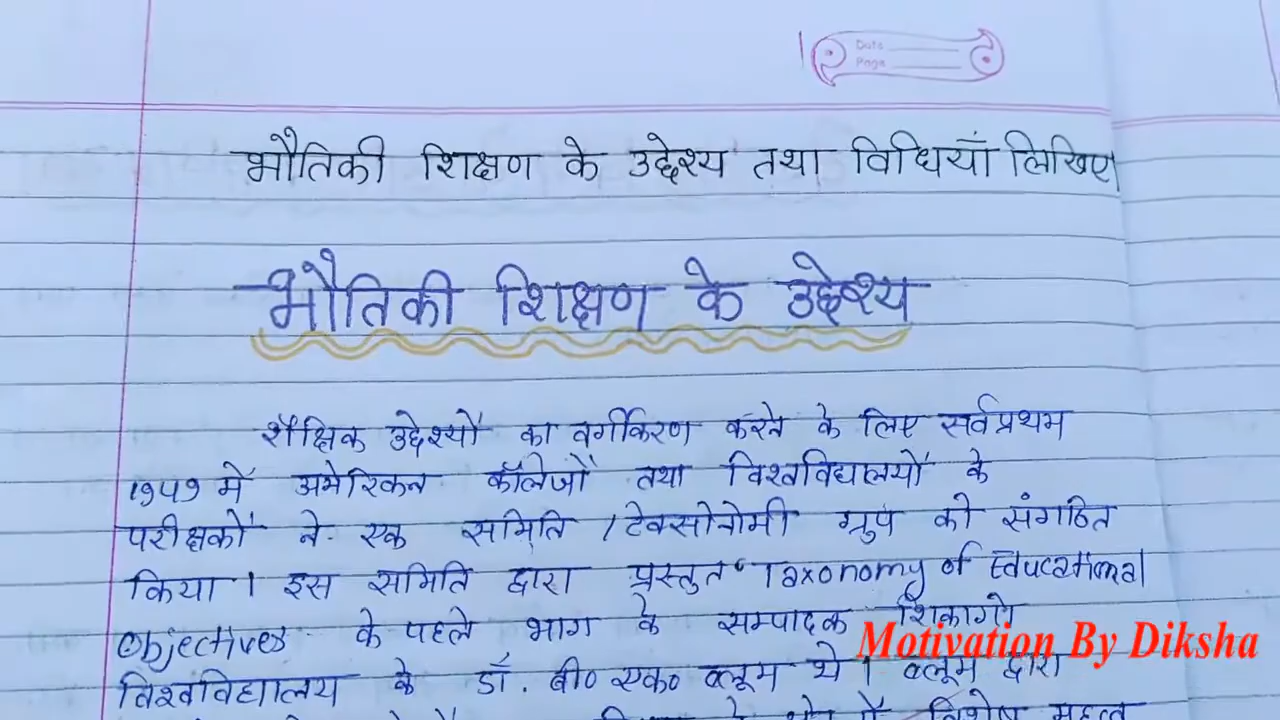 Date
Page
भौतिकी शिक्षण के उद्देश्य तथा विधियाँ लिखिए।
भौतिकी शिक्षण के उद्देश्य
शैक्षिक उद्देश्यों का वर्गीकरण करने के लिए सर्वप्रथम
1949 में अमेरिकन कॉलेजों तथा विश्वविद्यालयों के
परीक्षकों ने एक समिति / टेक्सोनोमी ग्रुप को संगठित
किया। इस समिति द्वारा प्रस्तुत "Taxonomy of Educational
Objectives के पहले भाग के सम्पादक शिकागो
Motivation By Diksha
विश्वविद्यालय के डॉ. बी० एक० ब्लूम थे। ब्लूम द्वारा
विशेष महत्व